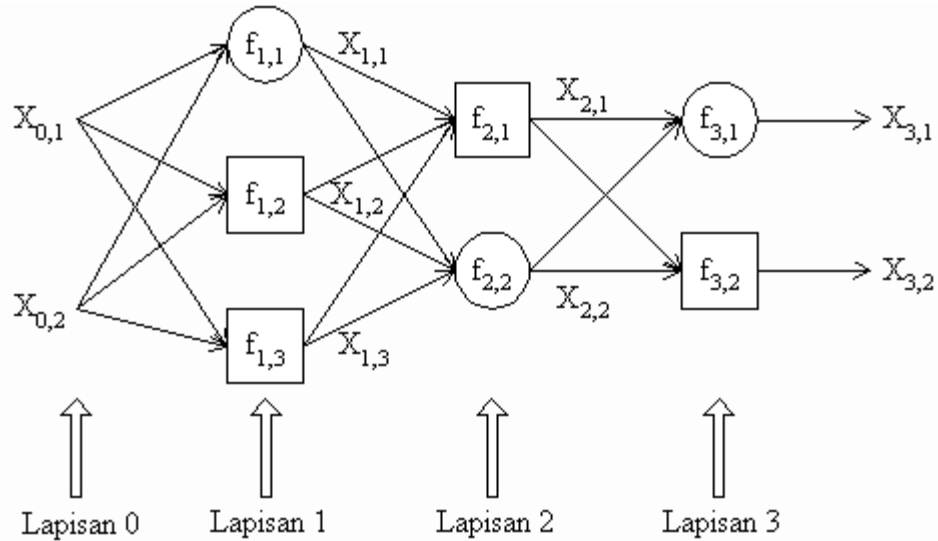 f1,1
X1,1
X0,1
f2,1
X2,1
f3,1
X3,1
f1,2
X1,2
X0,2
f2,2
X2,2
f3,2
X3,2
f1,3
X1,3
Lapisan 0
Lapisan 1
Lapisan 2
Lapisan 3